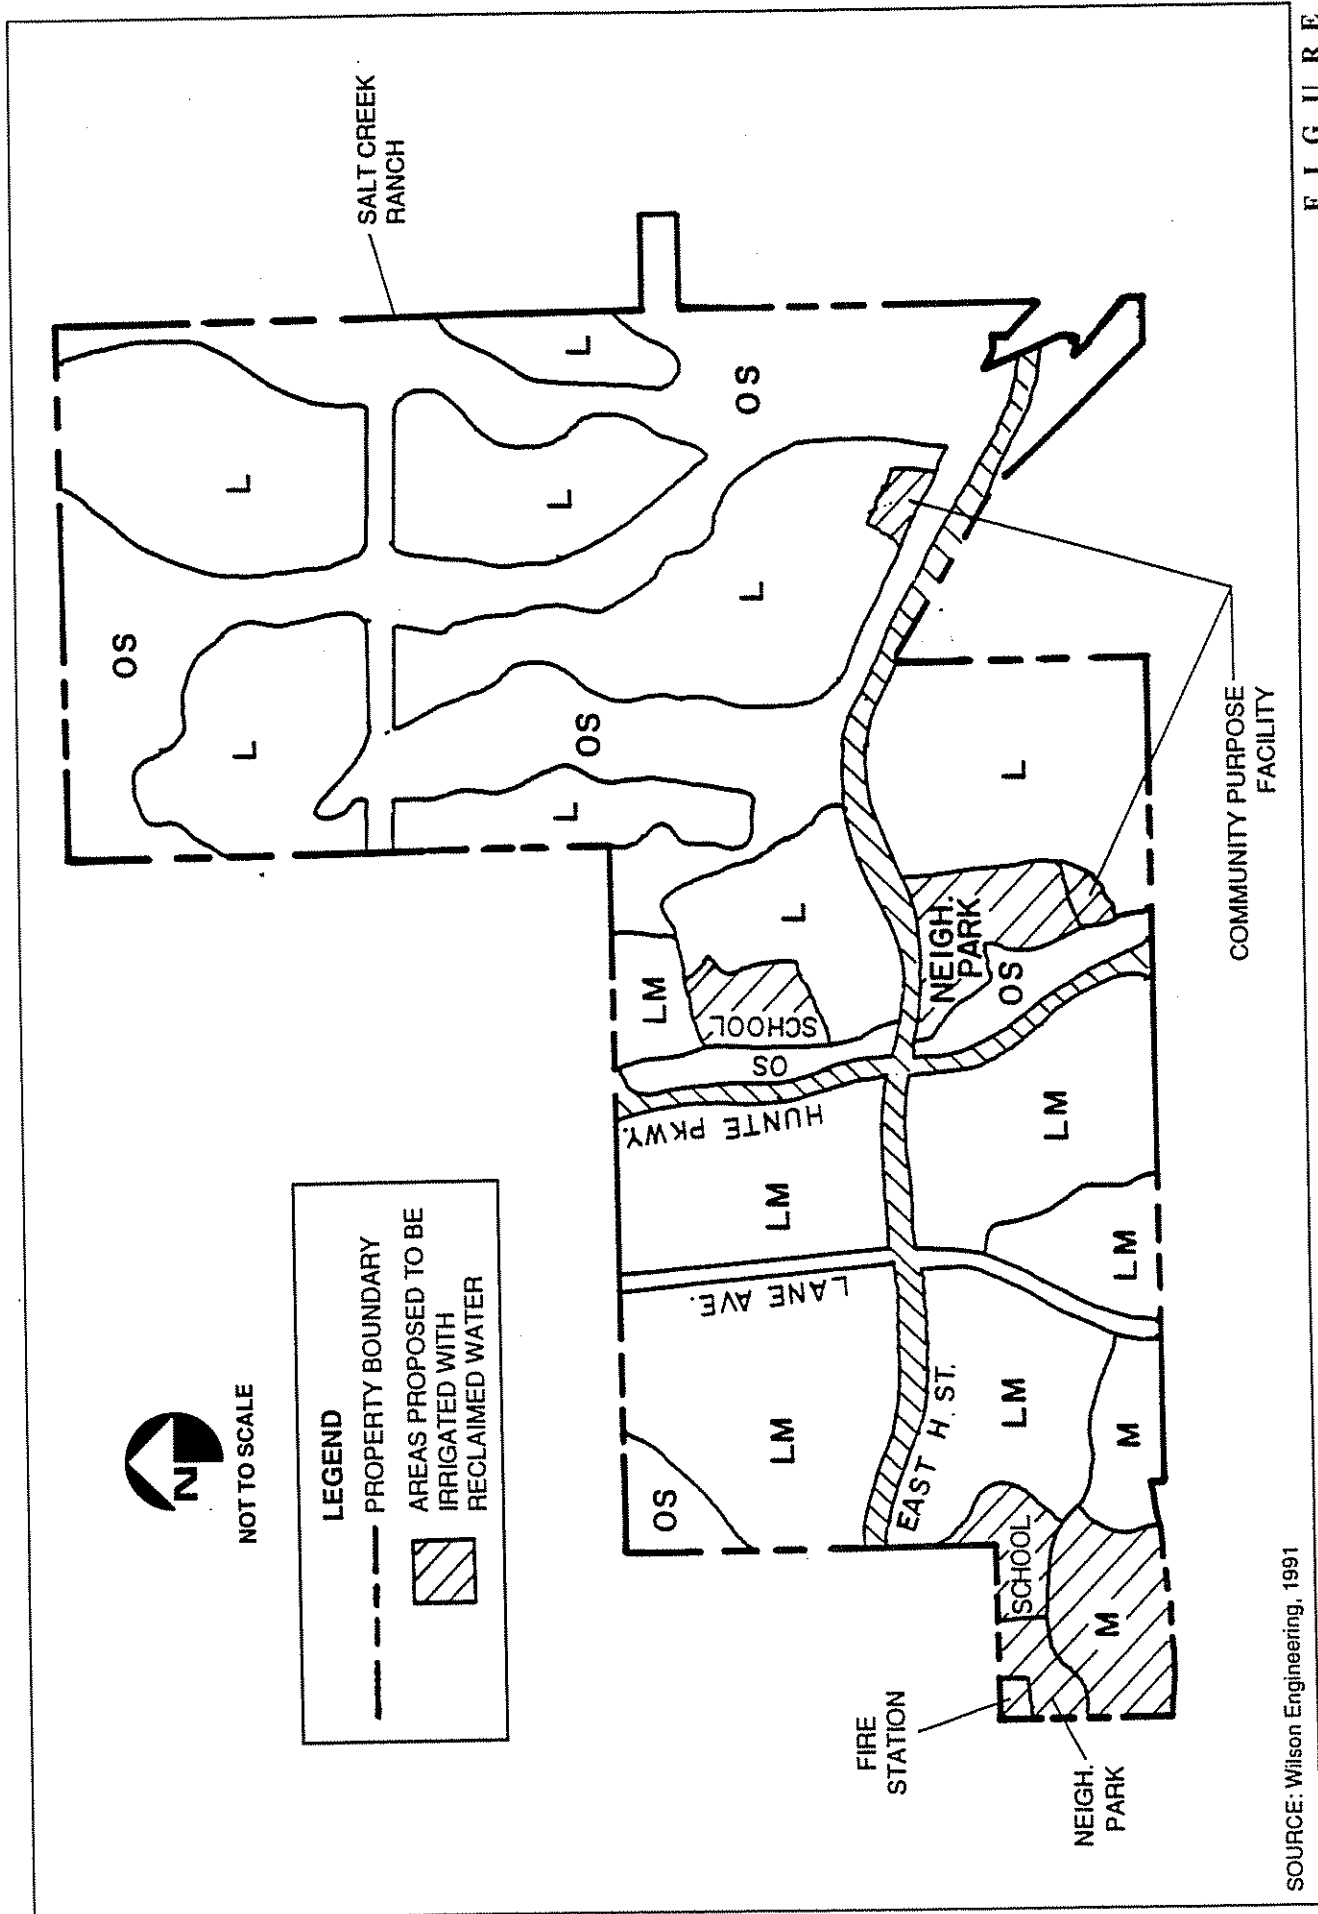 SALT CREEK
RANCH
OS
L
L
L
L
OS
L
OS
L
L
LM
L
SCHOOL
OS
HUNTE PKWY.
LM
LANE AVE.
LM
OS
EAST H. ST.
NEIGH.
PARK
OS
L
LM
LM
LM
M
SCHOOL
M
FIRE
STATION
NEIGH.
PARK
COMMUNITY PURPOSE
FACILITY
N
NOT TO SCALE
LEGEND
PROPERTY BOUNDARY
AREAS PROPOSED TO BE
IRRIGATED WITH
RECLAIMED WATER
SOURCE: Wilson Engineering, 1991
FIGURE